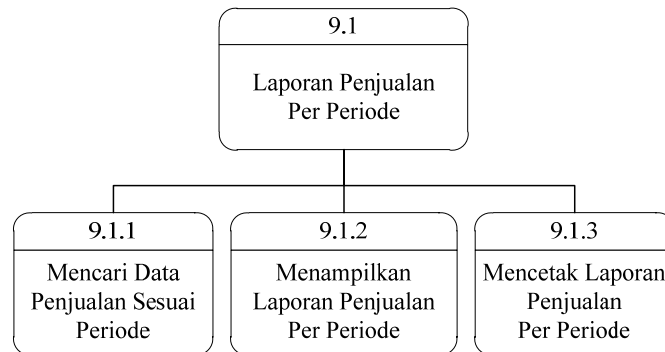 9.1
Laporan Penjualan
Per Periode
9.1.1
Mencari Data
Penjualan Sesuai
Periode
9.1.2
Menampilkan
Laporan Penjualan
Per Periode
9.1.3
Mencetak Laporan
Penjualan
Per Periode